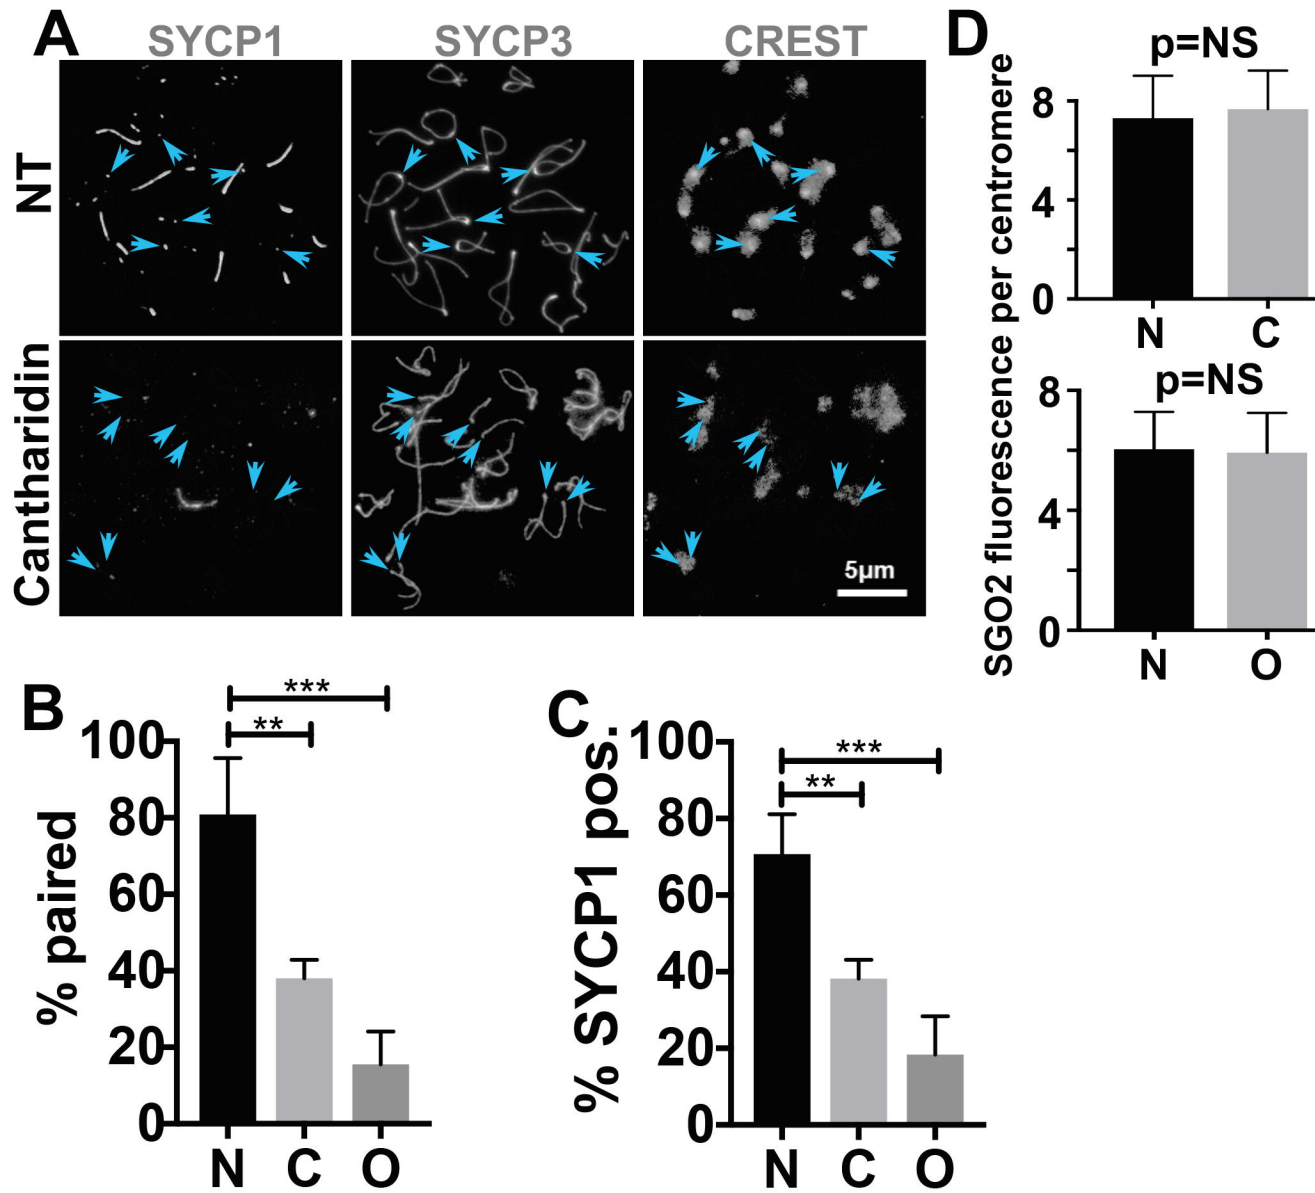 A
SYCP1 SYCP3 CREST
NT
Cantharidin
5µm
B
% paired
100
80
60
40
20
0
**
***
N C O
C
% SYCP1 pos.
100
80
60
40
20
0
**
***
N C O
D
SGO2 fluorescence per centromere
p=NS
8
4
0
N C
p=NS
8
4
0
N O